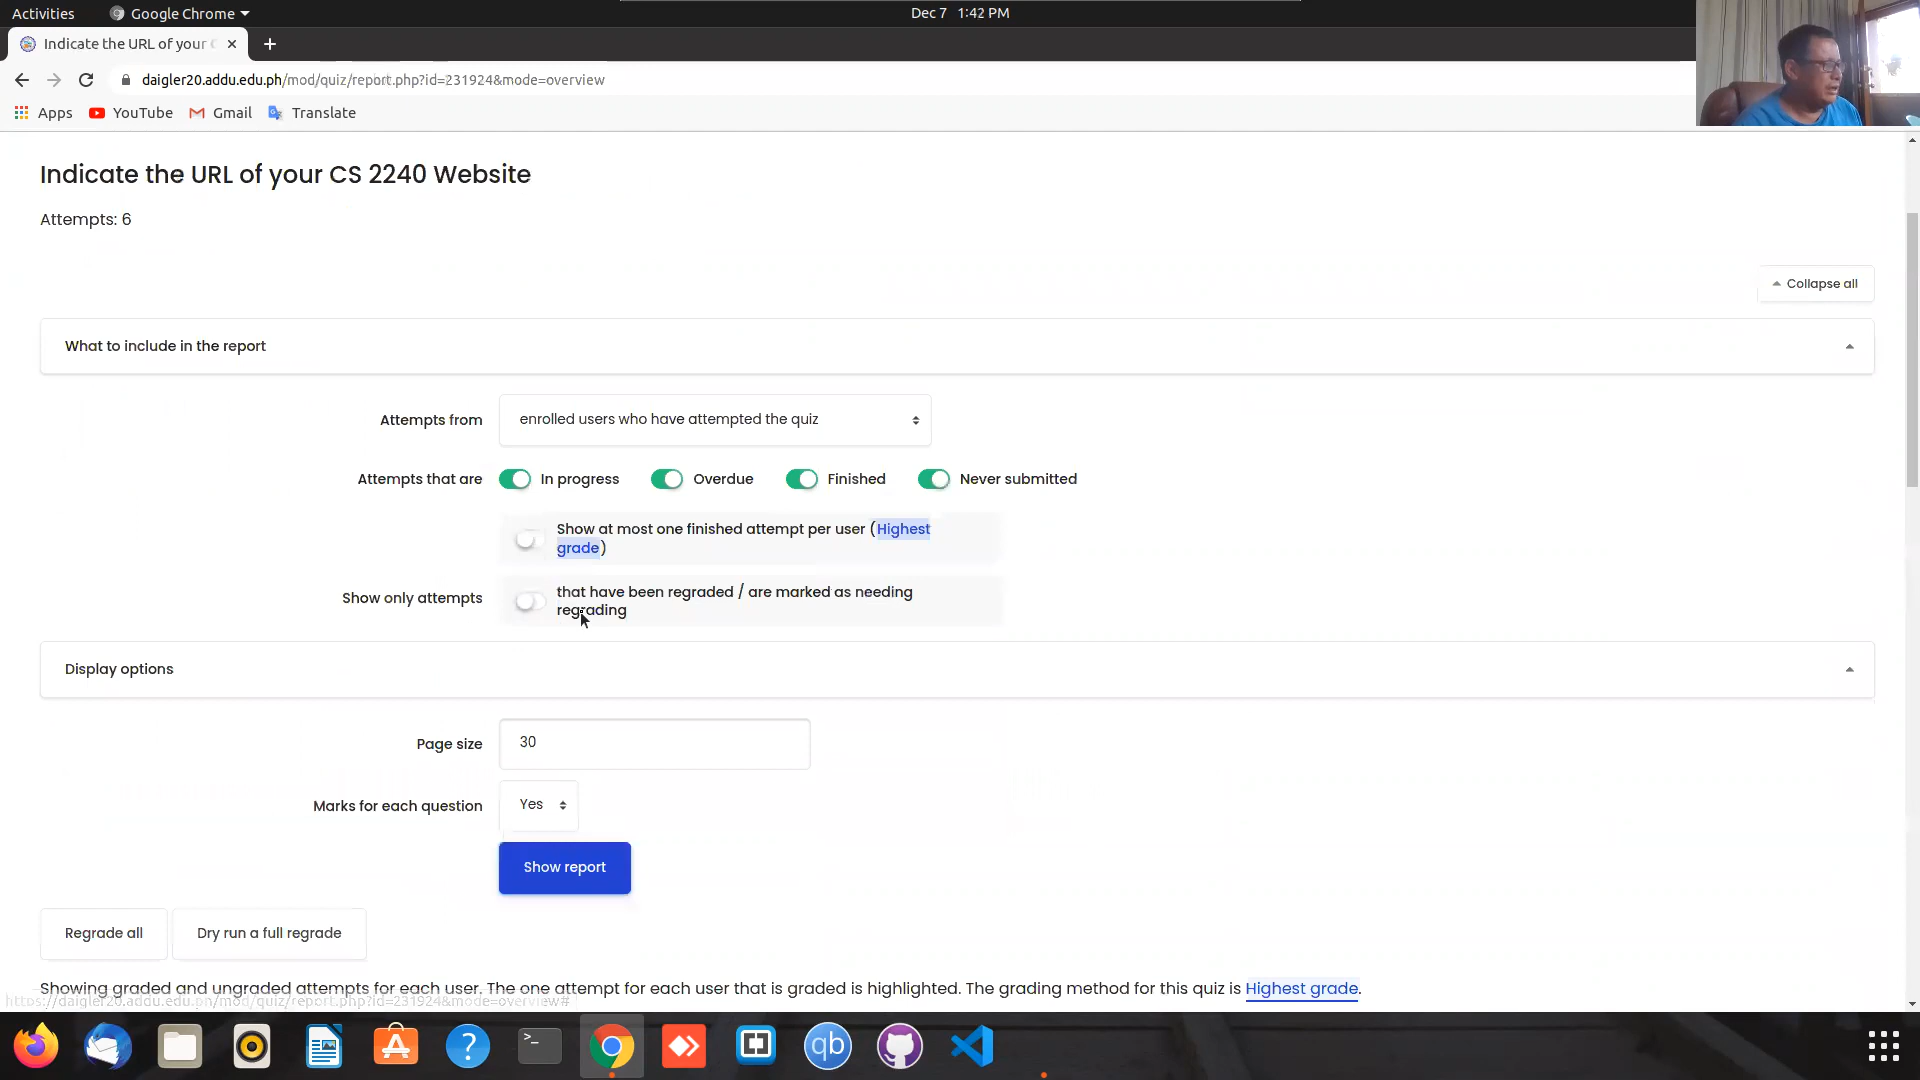 Activities
Google Chrome
Dec 7 1:42 PM
Indicate the URL of your C
daigler20.addu.edu.ph/mod/quiz/report.php?id=231924&mode=overview
Apps
YouTube
Gmail
Translate
Indicate the URL of your CS 2240 Website
Attempts: 6
Collapse all
What to include in the report
Attempts from
enrolled users who have attempted the quiz
Attempts that are
In progress
Overdue
Finished
Never submitted
Show at most one finished attempt per user (Highest
grade)
Show only attempts
that have been regraded / are marked as needing
regrading
Display options
Page size
30
Marks for each question
Yes
Show report
Regrade all
Dry run a full regrade
Showing graded and ungraded attempts for each user. The one attempt for each user that is graded is highlighted. The grading method for this quiz is Highest grade.
https://daigler20.addu.edu.ph/mod/quiz/report.php?id=231924&mode=overview#
>_
?
qb